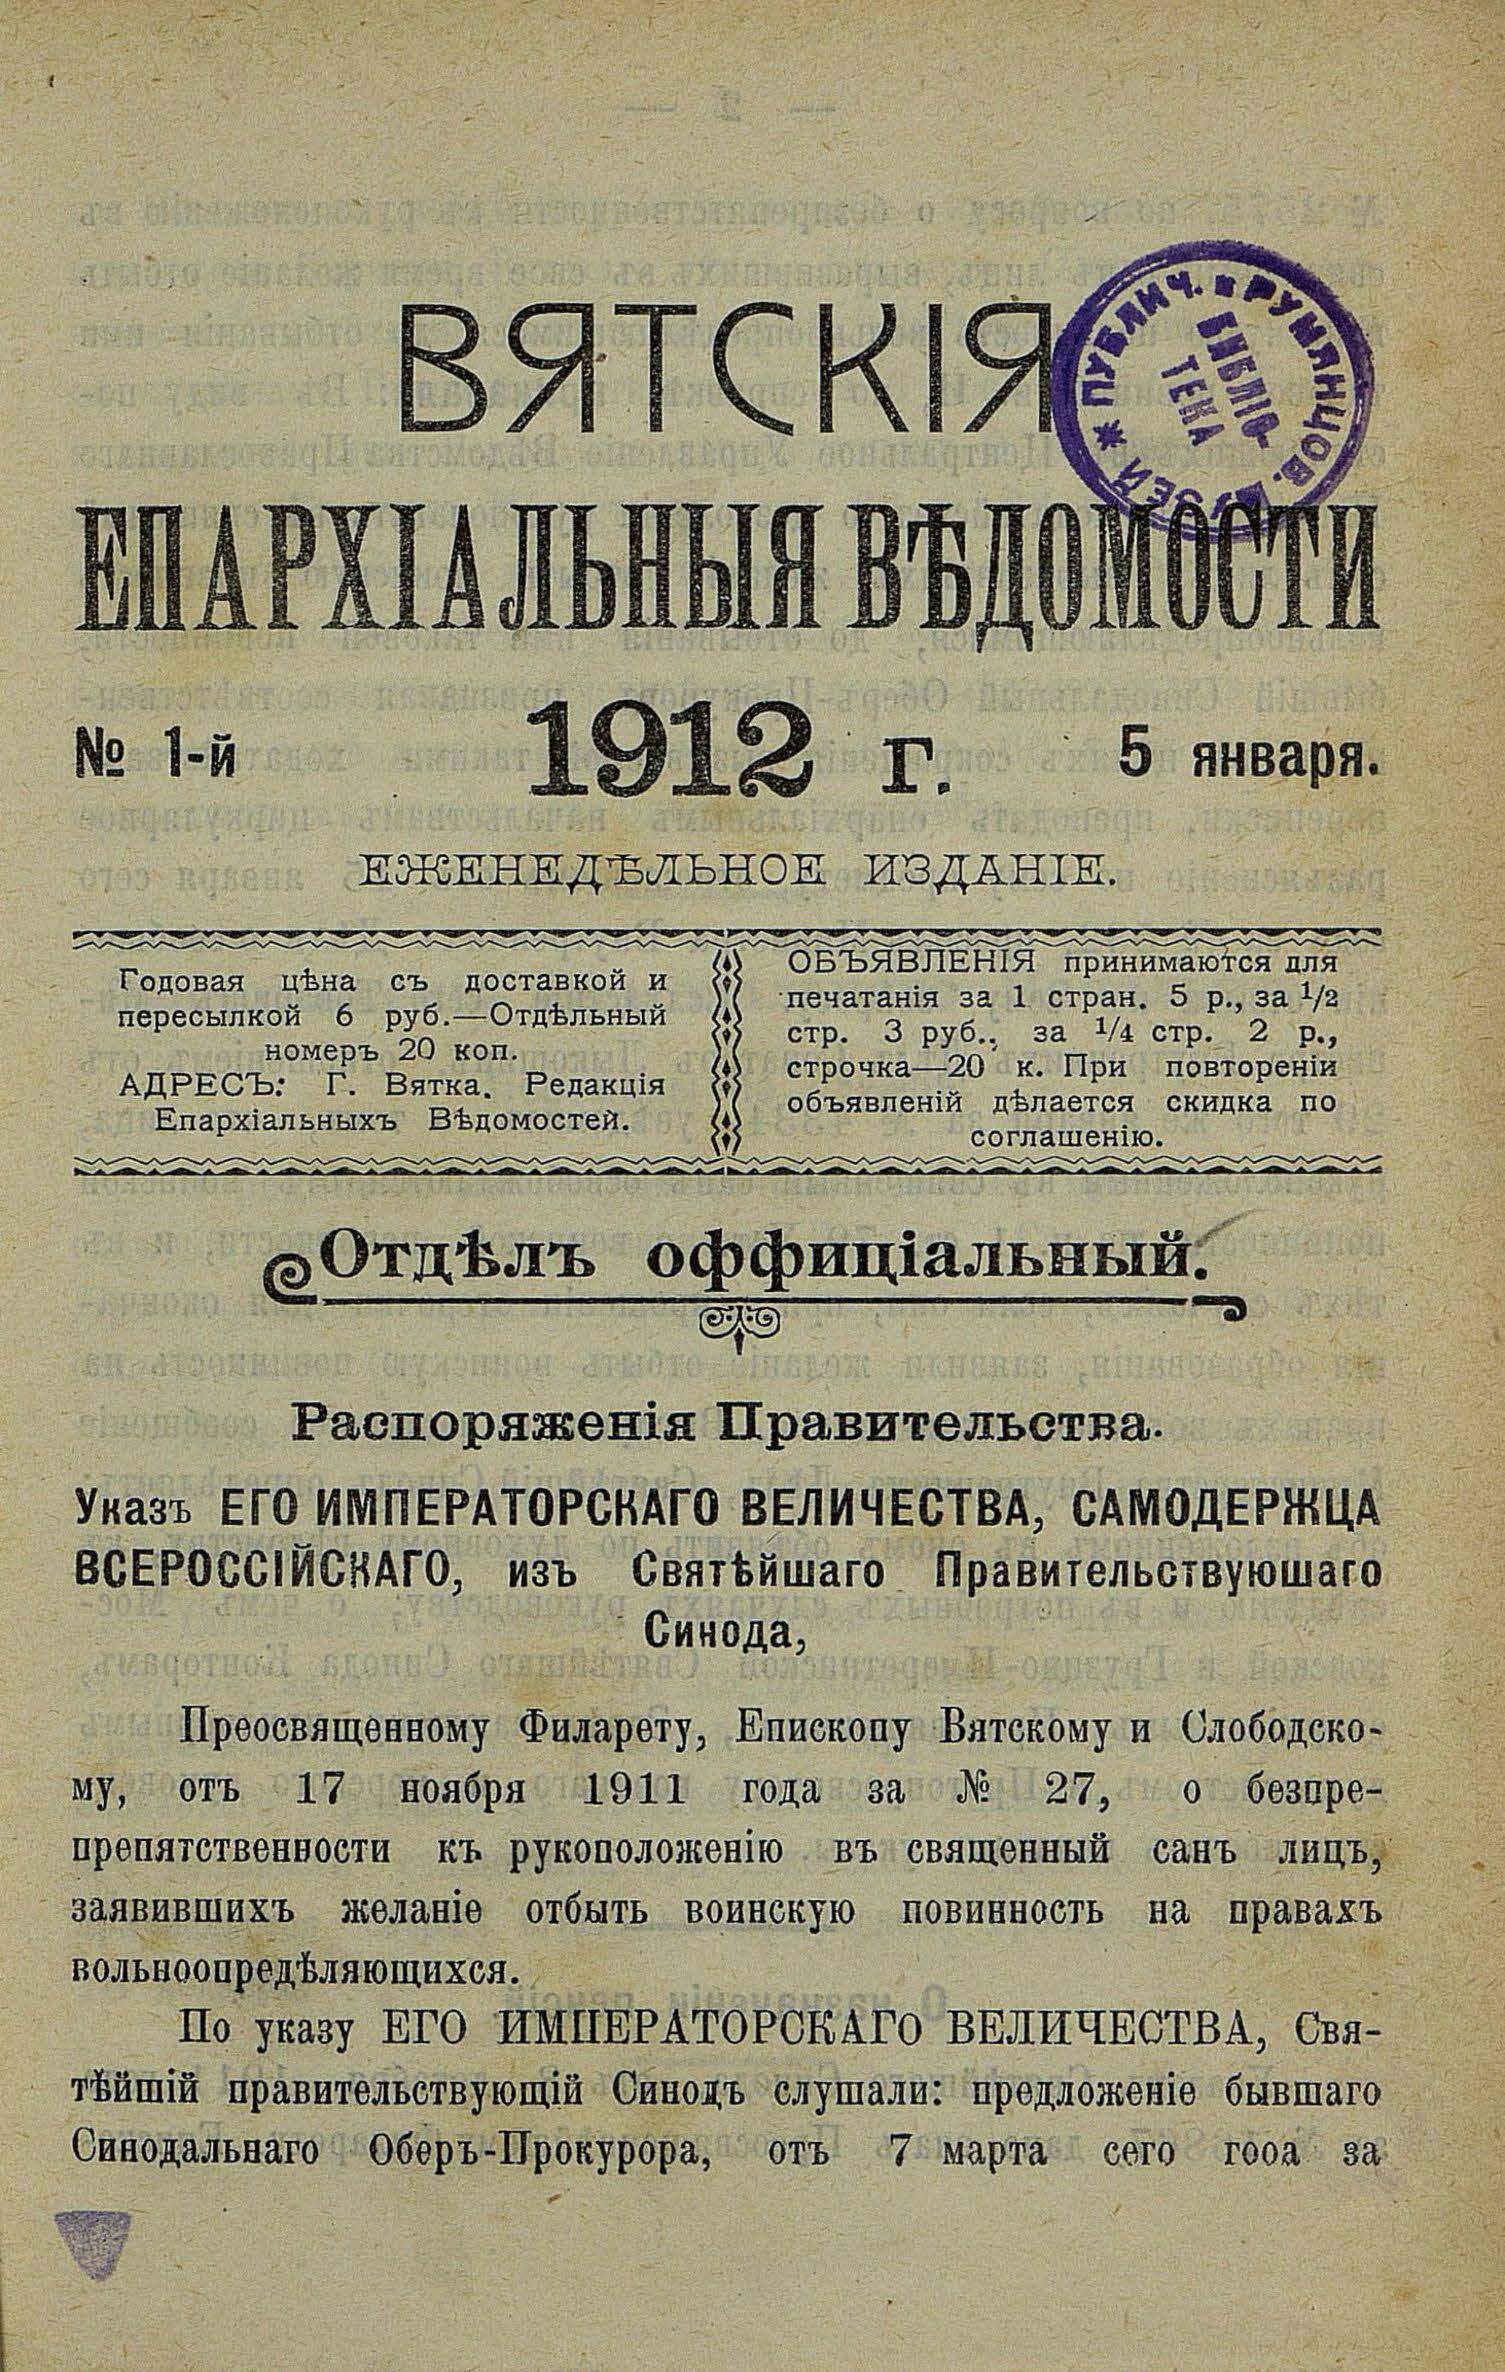 ВЯТСКІЯ
ЕПАРХІАЛЬНЫЯ ВѢДОМОСТИ
ПУБЛИЧ. и РУМЯНЦОВ. МУЗЕЙ *
БИБЛІО-
ТЕКА
№ 1-й 1912 г. 5 января.
ЕЖЕНЕДѢЛЬНОЕ ИЗДАНІЕ.
Годовая цѣна съ доставкой и
пересылкой 6 руб.—Отдѣльный
номеръ 20 коп.
АДРЕСЪ: Г. Вятка. Редакція
Епархіальныхъ Вѣдомостей.
ОБЪЯВЛЕНІЯ принимаются для
печатанія за 1 стран. 5 р., за 1/2
стр. 3 руб., за 1/4 стр. 2 р.,
строчка—20 к. При повтореніи
объявленій дѣлается скидка по
соглашенію.
Отдѣлъ оффиціальный.
Распоряженія Правительства.
Указъ ЕГО ИМПЕРАТОРСКАГО ВЕЛИЧЕСТВА, САМОДЕРЖЦА
ВСЕРОССІЙСКАГО, изъ Святѣйшаго Правительствуюшаго
Синода,
Преосвященному Филарету, Епископу Вятскому и Слободско-
му, отъ 17 ноября 1911 года за № 27, о безпре-
препятственности къ рукоположенію въ священный санъ лицъ,
заявившихъ желаніе отбыть воинскую повинность на правахъ
вольноопредѣляющихся.
По указу ЕГО ИМПЕРАТОРСКАГО ВЕЛИЧЕСТВА, Свя-
тѣйшій правительствующій Синодъ слушали: предложеніе бывшаго
Синодальнаго Оберъ-Прокурора, отъ 7 марта сего гооа за